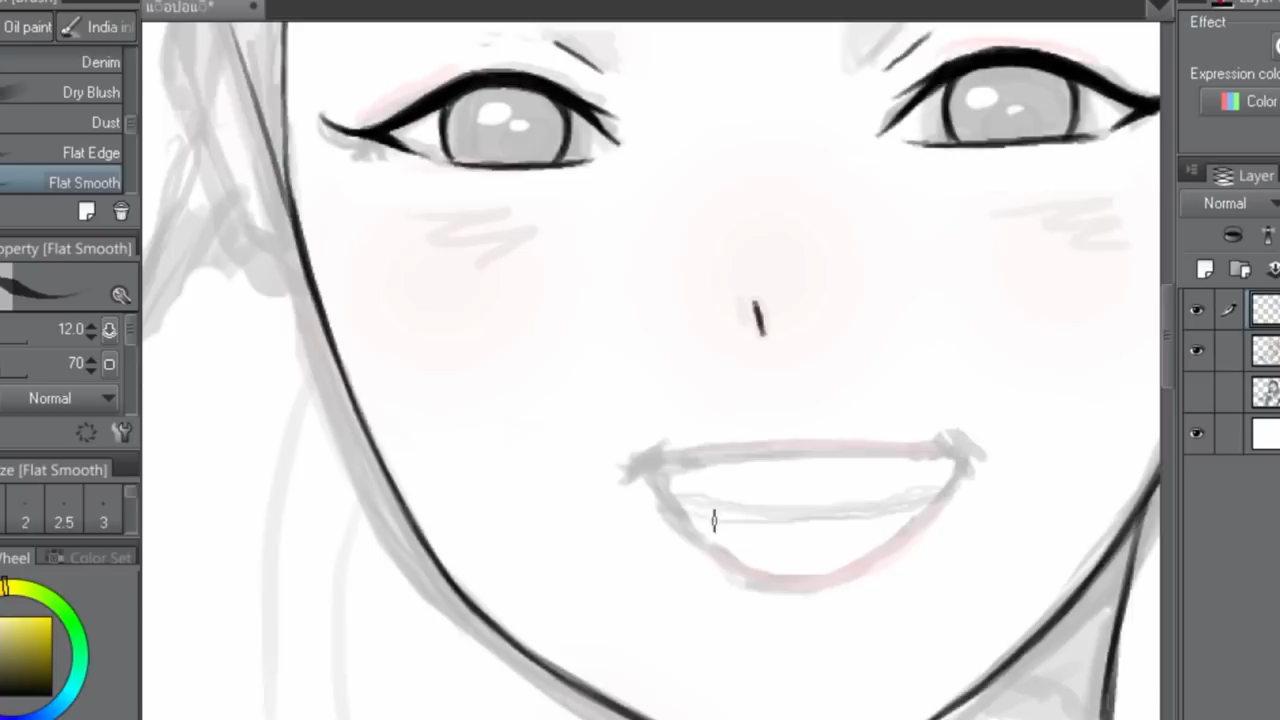 Oil paint
India in
Denim
Dry Blush
Dust
Flat Edge
Flat Smooth
operty [Flat Smooth]
12.0
70
Normal
ze [Flat Smooth]
2 2.5 3
Wheel
Color Set
Effect
Expression colo
Color
Layer
Normal